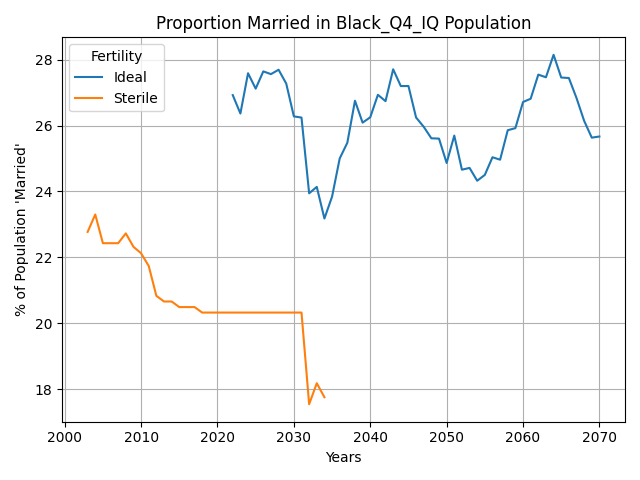 Proportion Married in Black_Q4_IQ Population
Fertility
Ideal
Sterile
% of Population 'Married'
28
26
24
22
20
18
2000 2010 2020 2030 2040 2050 2060 2070
Years